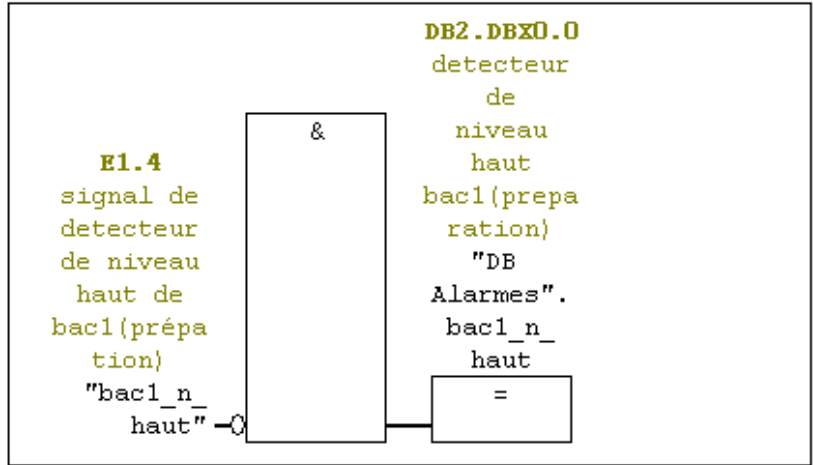 DB2.DBX0.0
detecteur
de
niveau
haut
bac1(prepa
ration)
"DB
Alarmes".
bac1_n_
haut
=
&
E1.4
signal de
detecteur
de niveau
haut de
bac1(prépa
tion)
"bac1_n_
haut"